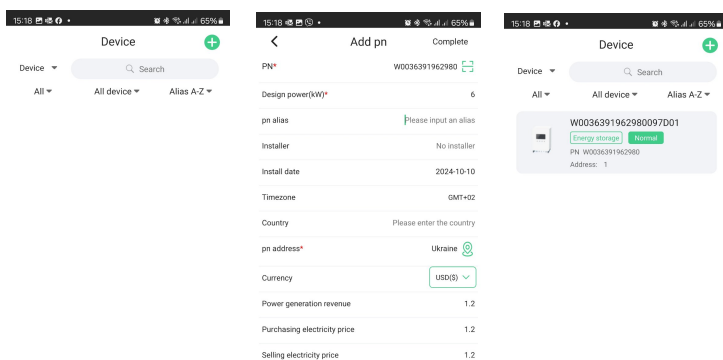 15:18 65%
Device
Device Search
All All device Alias A-Z
15:18 65%
Add pn Complete
PN* W0036391962980
Design power(kW)* 6
pn alias Please input an alias
Installer No installer
Install date 2024-10-10
Timezone GMT+02
Country Please enter the country
pn address* Ukraine
Currency USD($)
Power generation revenue 1.2
Purchasing electricity price 1.2
Selling electricity price 1.2
15:18 65%
Device
Device Search
All All device Alias A-Z
W0036391962980097D01
Energy storage Normal
PN W0036391962980
Address: 1